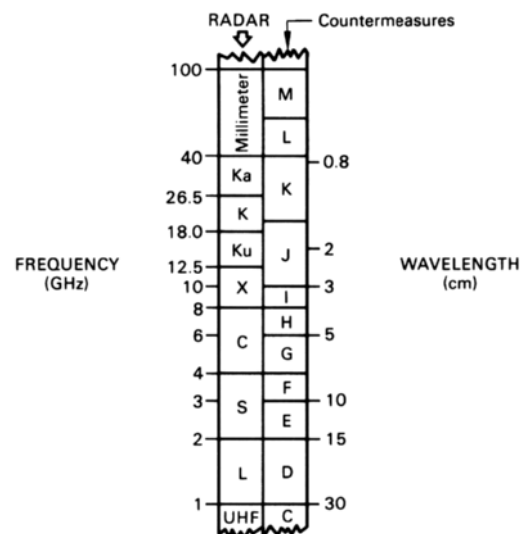 RADAR
Countermeasures
100
Millimeter
M
L
40
0.8
Ka
K
26.5
K
18.0
Ku
J
2
FREQUENCY
(GHz)
WAVELENGTH
(cm)
12.5
10
X
3
I
8
H
6
5
C
G
4
F
3
10
S
E
2
15
L
D
1
30
UHF
C